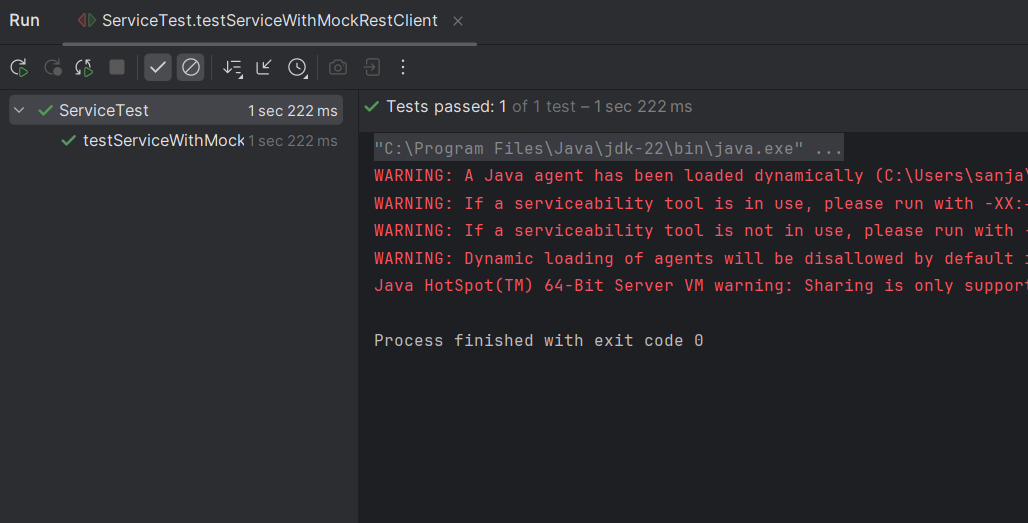 Run ServiceTest.testServiceWithMockRestClient
ServiceTest 1 sec 222 ms
testServiceWithMock 1 sec 222 ms
Tests passed: 1 of 1 test – 1 sec 222 ms
"C:\Program Files\Java\jdk-22\bin\java.exe" ...
WARNING: A Java agent has been loaded dynamically (C:\Users\sanja\
WARNING: If a serviceability tool is in use, please run with -XX:
WARNING: If a serviceability tool is not in use, please run with -
WARNING: Dynamic loading of agents will be disallowed by default
Java HotSpot(TM) 64-Bit Server VM warning: Sharing is only suppor
Process finished with exit code 0